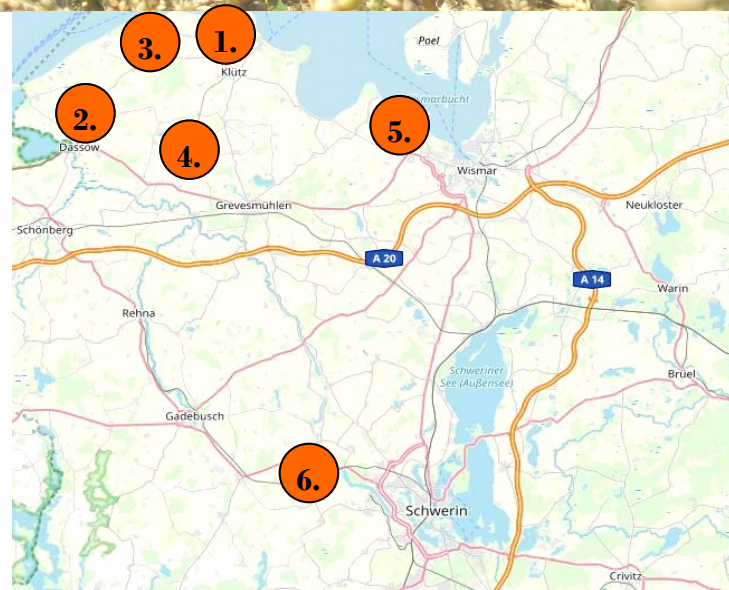 1.
3.
Poel
Klütz
2.
5.
4.
Dassow
Wismar
Grevesmühlen
Neukloster
Schönberg
A 20
A 14
Warin
Rehna
Schweriner
See (Außensee)
Brüel
Gadebusch
6.
Schwerin
Crivitz